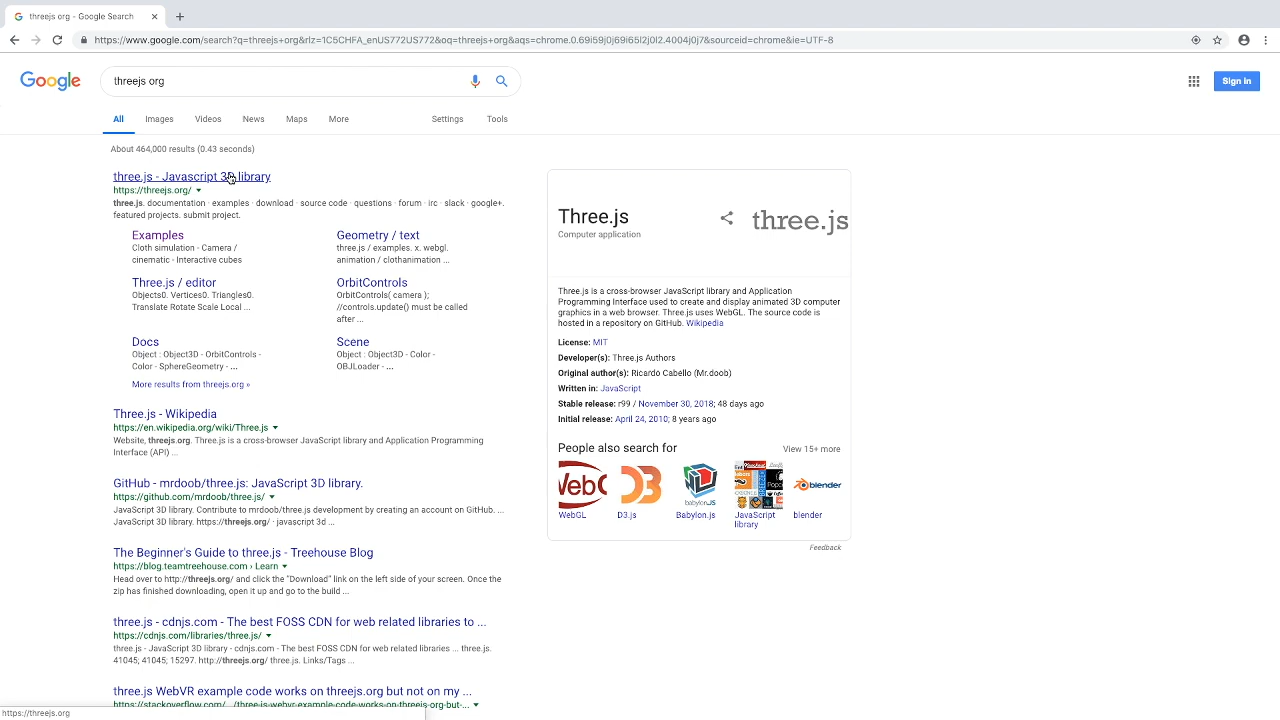 threejs org - Google Search
https://www.google.com/search?q=threejs+org&rlz=1C5CHFA_enUS772US772&oq=threejs+org&aqs=chrome.0.69i59j0j69i65l2j0l2.4004j0j7&sourceid=chrome&ie=UTF-8
Google
threejs org
Sign in
All Images Videos News Maps More Settings Tools
About 464,000 results (0.43 seconds)
three.js - Javascript 3D library
https://threejs.org/
three.js. documentation · examples · download · source code · questions · forum · irc · slack · google+.
featured projects. submit project.
Examples
Cloth simulation - Camera /
cinematic - Interactive cubes
Geometry / text
three.js / examples. x. webgl.
animation / clothanimation ...
Three.js / editor
Objects0. Vertices0. Triangles0.
Translate Rotate Scale Local ...
OrbitControls
OrbitControls( camera );
//controls.update() must be called
after ...
Docs
Object : Object3D - OrbitControls -
Color - SphereGeometry - ...
Scene
Object : Object3D - Color -
OBJLoader - ...
More results from threejs.org »
Three.js - Wikipedia
https://en.wikipedia.org/wiki/Three.js
Website, threejs.org. Three.js is a cross-browser JavaScript library and Application Programming
Interface (API) ...
GitHub - mrdoob/three.js: JavaScript 3D library.
https://github.com/mrdoob/three.js/
JavaScript 3D library. Contribute to mrdoob/three.js development by creating an account on GitHub. ...
JavaScript 3D library. https://threejs.org/ · javascript 3d ...
The Beginner's Guide to three.js - Treehouse Blog
https://blog.teamtreehouse.com › Learn
Head over to http://threejs.org/ and click the "Download" link on the left side of your screen. Once the
zip has finished downloading, open it up and go to the build ...
three.js - cdnjs.com - The best FOSS CDN for web related libraries to ...
https://cdnjs.com/libraries/three.js/
three.js - JavaScript 3D library - cdnjs.com - The best FOSS CDN for web related libraries ... three.js.
41045; 41045; 15297. http://threejs.org/ three.js. Links/Tags ...
three.js WebVR example code works on threejs.org but not on my ...
https://stackoverflow.com/.../three-js-webvr-example-code-works-on-threejs-org-but-...
https://threejs.org
Three.js
Computer application
three.js
Three.js is a cross-browser JavaScript library and Application
Programming Interface used to create and display animated 3D computer
graphics in a web browser. Three.js uses WebGL. The source code is
hosted in a repository on GitHub. Wikipedia
License: MIT
Developer(s): Three.js Authors
Original author(s): Ricardo Cabello (Mr.doob)
Written in: JavaScript
Stable release: r99 / November 30, 2018; 48 days ago
Initial release: April 24, 2010; 8 years ago
People also search for
View 15+ more
babylon.JS
blender
WebGL
D3.js
Babylon.js
JavaScript
library
blender
Feedback